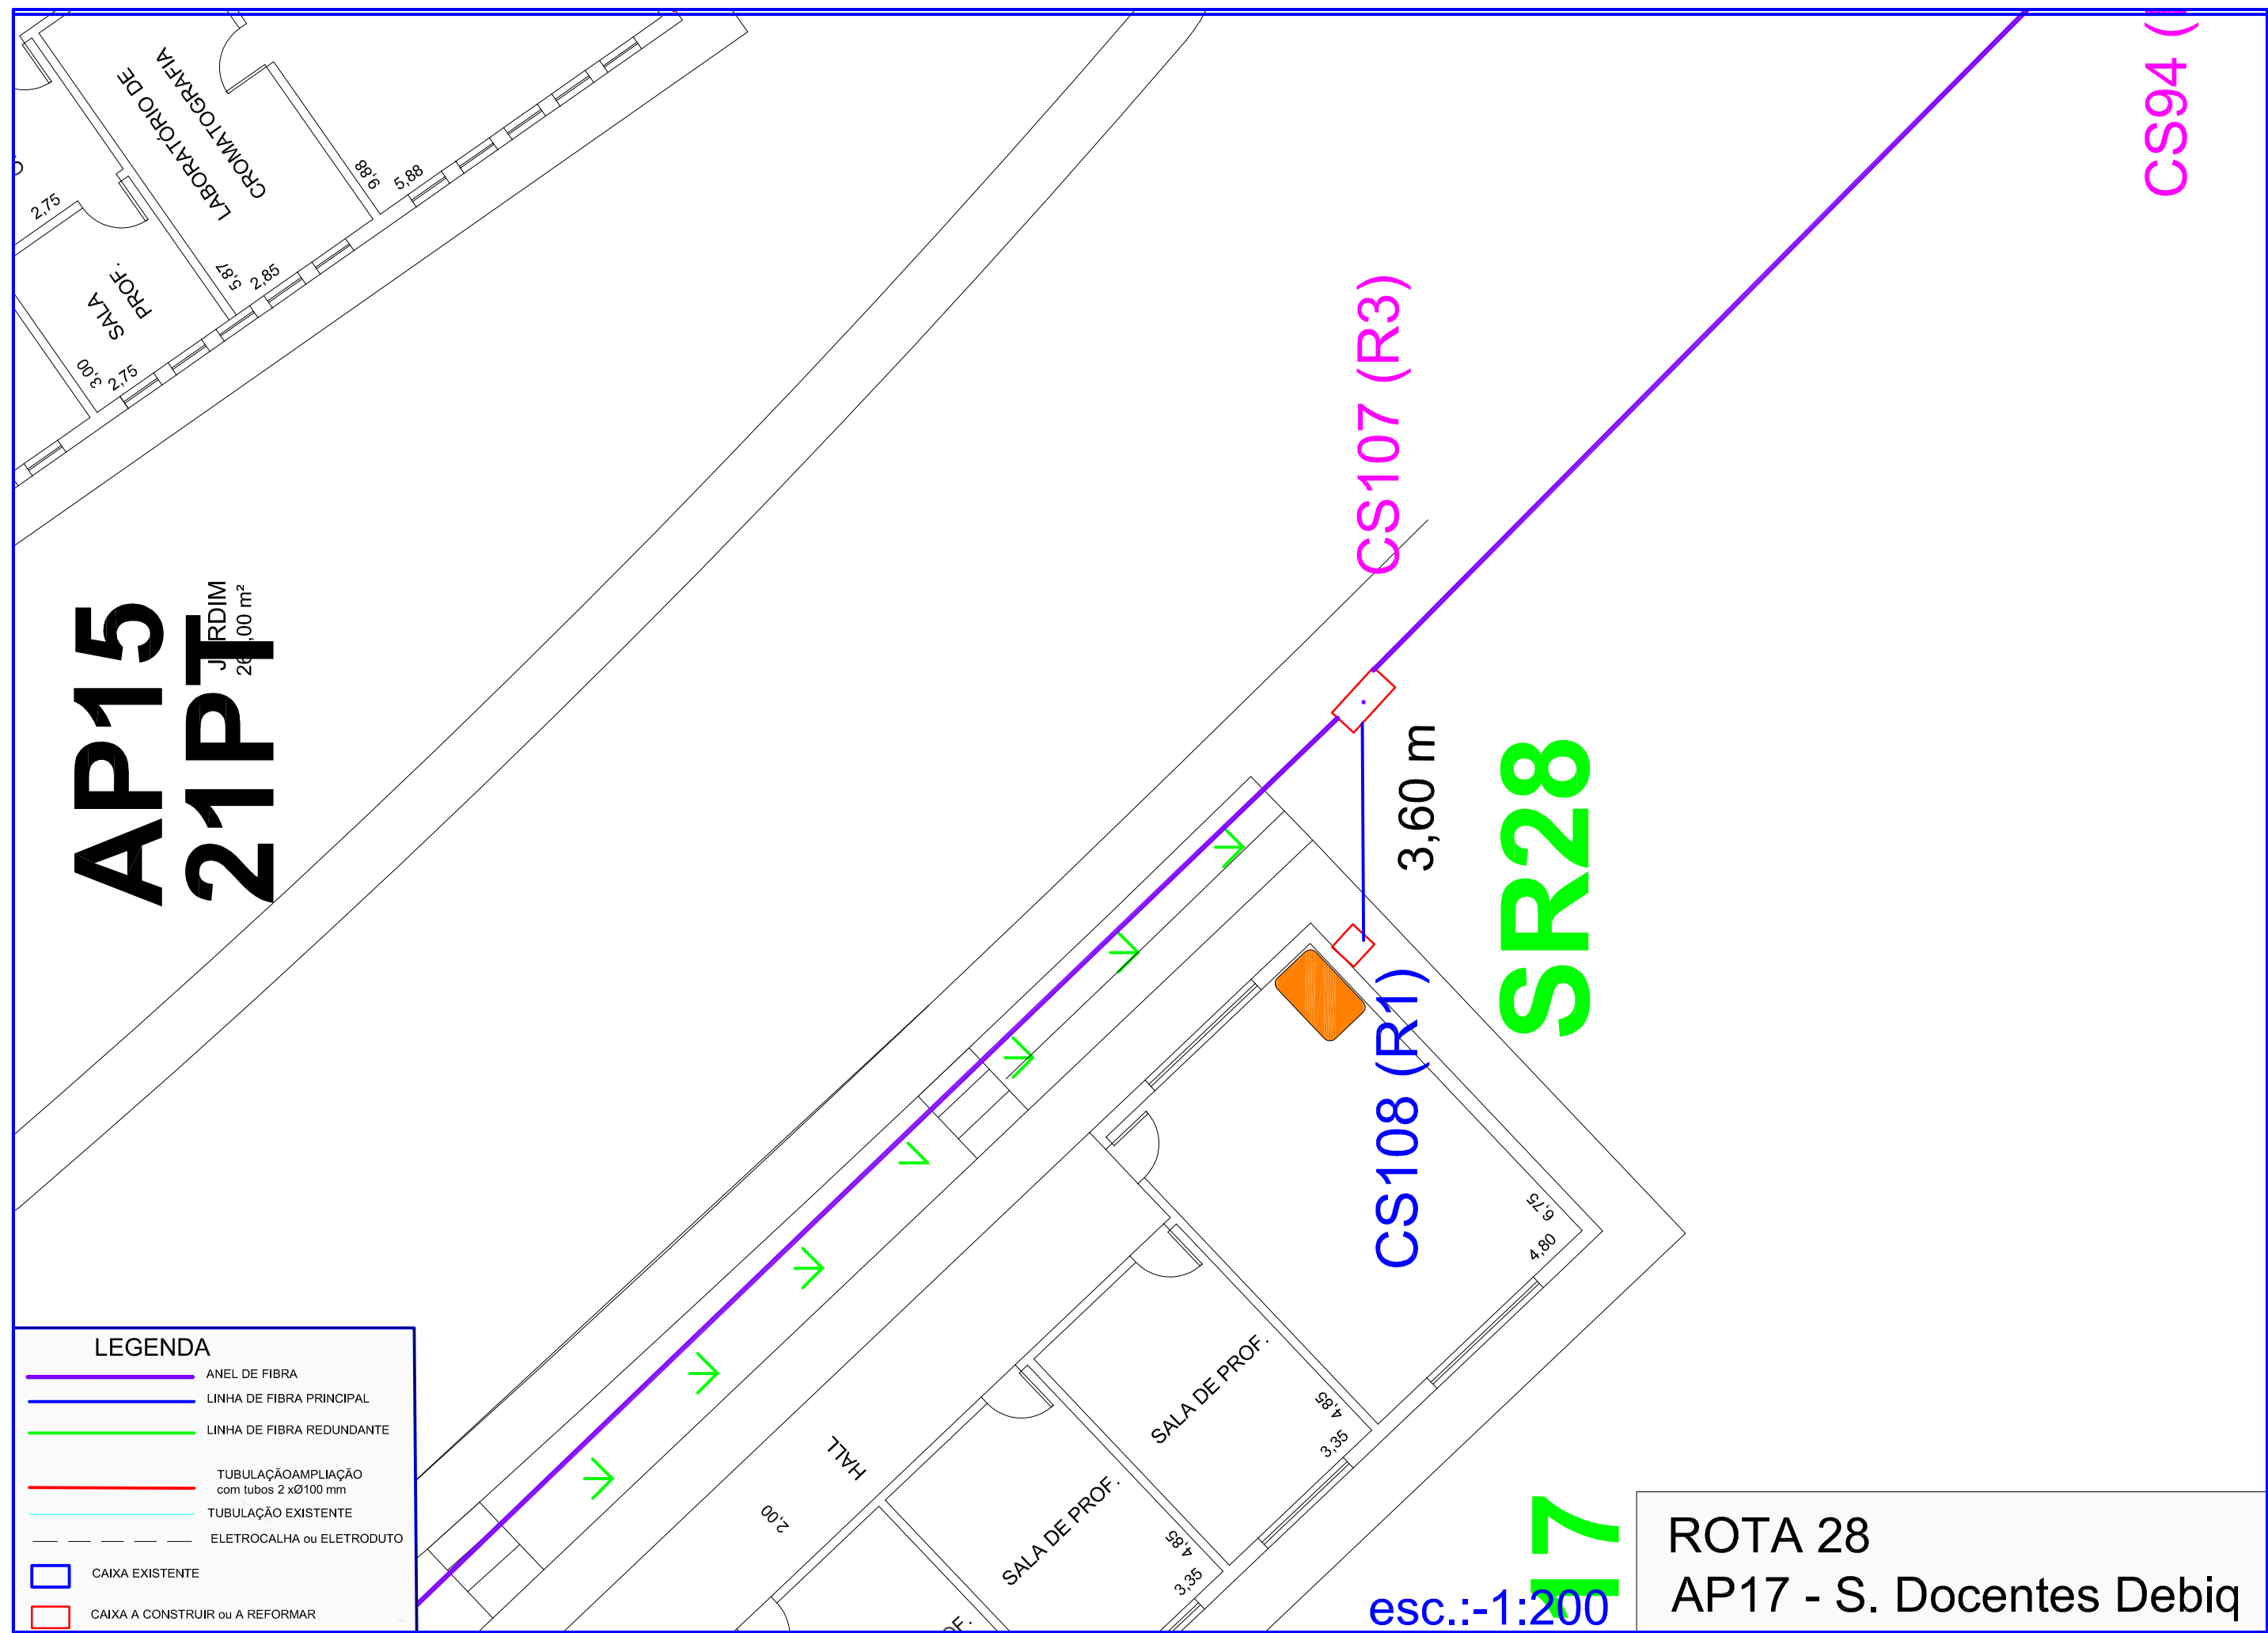 LABORATÓRIO DE
CROMATOGRAFIA
9,88
5,88
2,75
SALA
PROF.
5,87
2,85
3,00
2,75
CS94 (
CS107 (R3)
AP15
21PT
JARDIM
3,60 m
SR28
CS108 (R1)
6,75
4,80
SALA DE PROF.
4,85
3,35
HALL
2,00
SALA DE PROF.
4,85
3,35
OF.
17
esc.:-1:200
LEGENDA
ANEL DE FIBRA
LINHA DE FIBRA PRINCIPAL
LINHA DE FIBRA REDUNDANTE
TUBULAÇÃOAMPLIAÇÃO
com tubos 2 xØ100 mm
TUBULAÇÃO EXISTENTE
ELETROCALHA ou ELETRODUTO
CAIXA EXISTENTE
CAIXA A CONSTRUIR ou A REFORMAR
ROTA 28
AP17 - S. Docentes Debiq